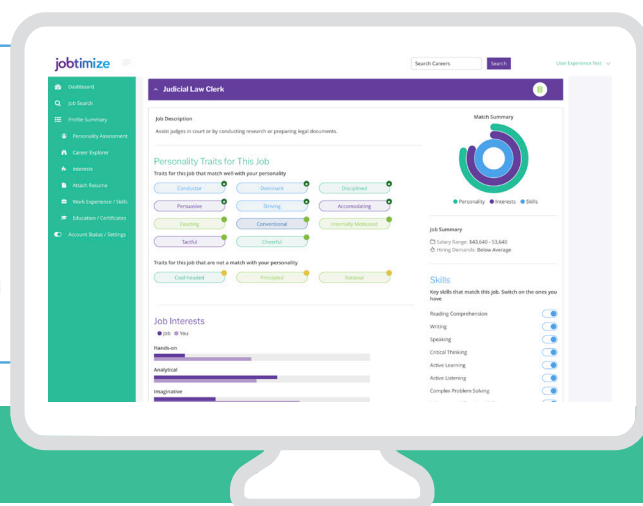 jobtimize
Search Careers
Search
User Experience Test
Dashboard
Job Search
Profile Summary
Personality Assessment
Career Explorer
Interests
Attach Resume
Work Experience / Skills
Education / Certificates
Account Status / Settings
Judicial Law Clerk
Job Description
Assist judges in court or by conducting research or preparing legal documents.
Personality Traits for This Job
Traits for this job that match well with your personality
Conductor Dominant Disciplined
Persuasive Driving Accomodating
Trusting Conventional Internally Motivated
Tactful Cheerful
Traits for this job that are not a match with your personality
Cool-headed Principled Rational
Job Interests
Job You
Hands-on
Analytical
Imaginative
Match Summary
Personality Interests Skills
Job Summary
Salary Range: $43,640 - 53,640
Hiring Demands: Below Average
Skills
Key skills that match this job. Switch on the ones you
have
Reading Comprehension
Writing
Speaking
Critical Thinking
Active Learning
Active Listening
Complex Problem Solving